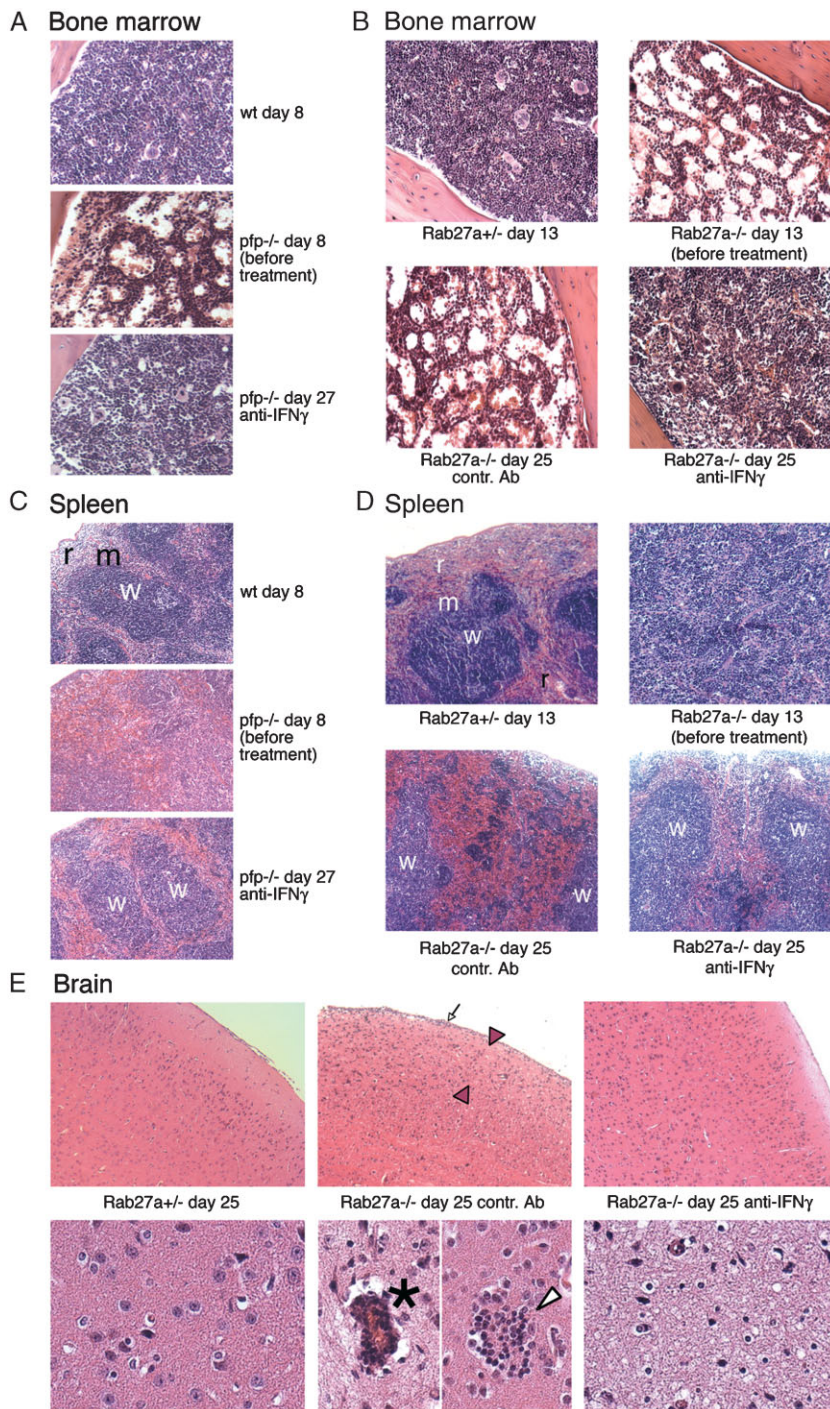 A Bone marrow
wt day 8
pfp-/- day 8
(before
treatment)
pfp-/- day 27
anti-IFNγ
B Bone marrow
Rab27a+/- day 13
Rab27a-/- day 13
(before treatment)
Rab27a-/- day 25
contr. Ab
Rab27a-/- day 25
anti-IFNγ
C Spleen
r m
w
wt day 8
pfp-/- day 8
(before
treatment)
w w
pfp-/- day 27
anti-IFNγ
D Spleen
r
m
w
r
Rab27a+/- day 13
Rab27a-/- day 13
(before treatment)
w
w
Rab27a-/- day 25
contr. Ab
w w
Rab27a-/- day 25
anti-IFNγ
E Brain
Rab27a+/- day 25
Rab27a-/- day 25 contr. Ab
Rab27a-/- day 25 anti-IFNγ